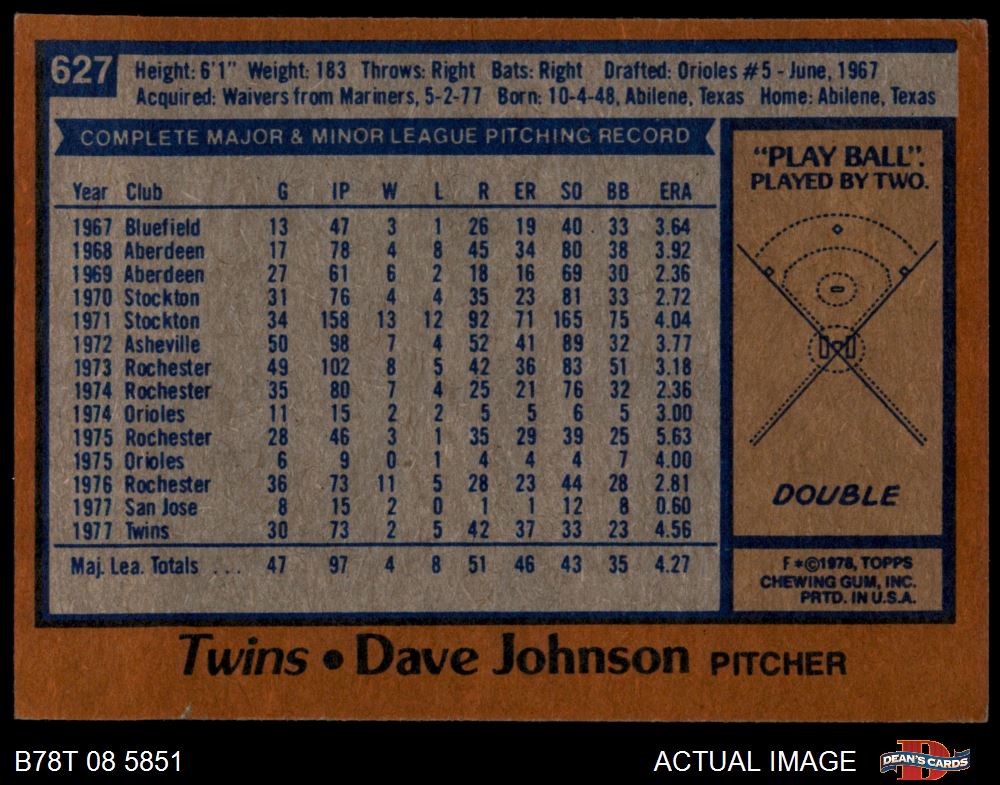 627
Height: 6'1" Weight: 183 Throws: Right Bats: Right Drafted: Orioles #5 - June, 1967
Acquired: Waivers from Mariners, 5-2-77 Born: 10-4-48, Abilene, Texas Home: Abilene, Texas
COMPLETE MAJOR & MINOR LEAGUE PITCHING RECORD
Year Club G IP W L R ER SO BB ERA
1967 Bluefield 13 47 3 1 26 19 40 33 3.64
1968 Aberdeen 17 78 4 8 45 34 80 38 3.92
1969 Aberdeen 27 61 6 2 18 16 69 30 2.36
1970 Stockton 31 76 4 4 35 23 81 33 2.72
1971 Stockton 34 158 13 12 92 71 165 75 4.04
1972 Asheville 50 98 7 4 52 41 89 32 3.77
1973 Rochester 49 102 8 5 42 36 83 51 3.18
1974 Rochester 35 80 7 4 25 21 76 32 2.36
1974 Orioles 11 15 2 2 5 5 6 5 3.00
1975 Rochester 28 46 3 1 35 29 39 25 5.63
1975 Orioles 6 9 0 1 4 4 4 7 4.00
1976 Rochester 36 73 11 5 28 23 44 28 2.81
1977 San Jose 8 15 2 0 1 1 12 8 0.60
1977 Twins 30 73 2 5 42 37 33 23 4.56
Maj. Lea. Totals ... 47 97 4 8 51 46 43 35 4.27
"PLAY BALL".
PLAYED BY TWO.
DOUBLE
F *©1978, TOPPS
CHEWING GUM, INC.
PRTD. IN U.S.A.
Twins • Dave Johnson PITCHER
B78T 08 5851
ACTUAL IMAGE
DEAN'S CARDS